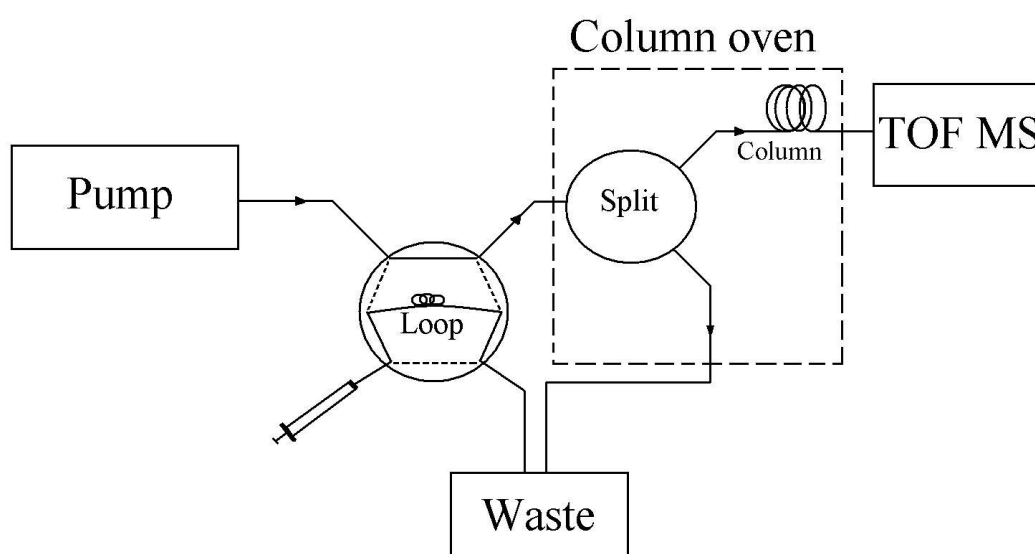 Column oven
TOF MS
Column
Pump
Split
Loop
Waste